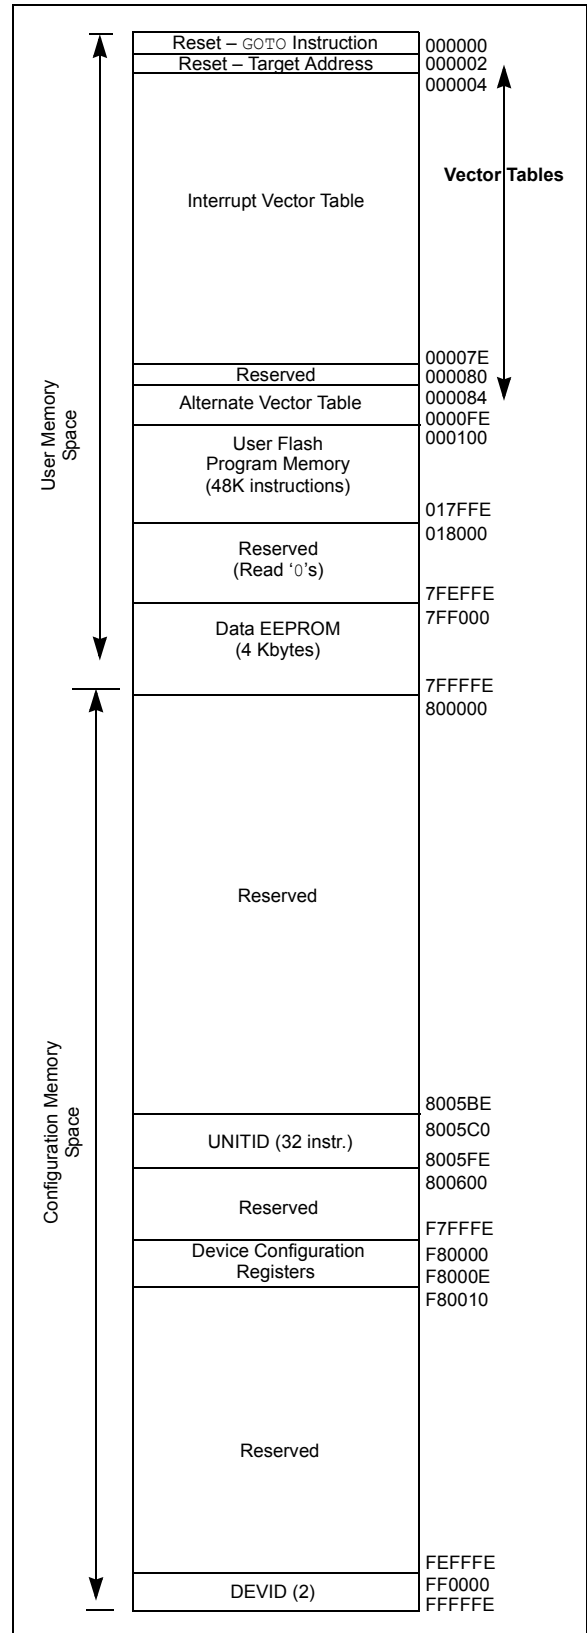 Reset – GOTO Instruction
000000
Reset – Target Address
000002
000004
Vector Tables
Interrupt Vector Table
00007E
Reserved
000080
000084
Alternate Vector Table
0000FE
000100
User Flash
Program Memory
(48K instructions)
017FFE
018000
Reserved
(Read ‘0’s)
7FEFFE
7FF000
Data EEPROM
(4 Kbytes)
7FFFFE
800000
User Memory
Space
Reserved
8005BE
8005C0
UNITID (32 instr.)
8005FE
800600
Reserved
F7FFFE
Device Configuration
Registers
F80000
F8000E
F80010
Configuration Memory
Space
Reserved
FEFFFE
FF0000
DEVID (2)
FFFFFE